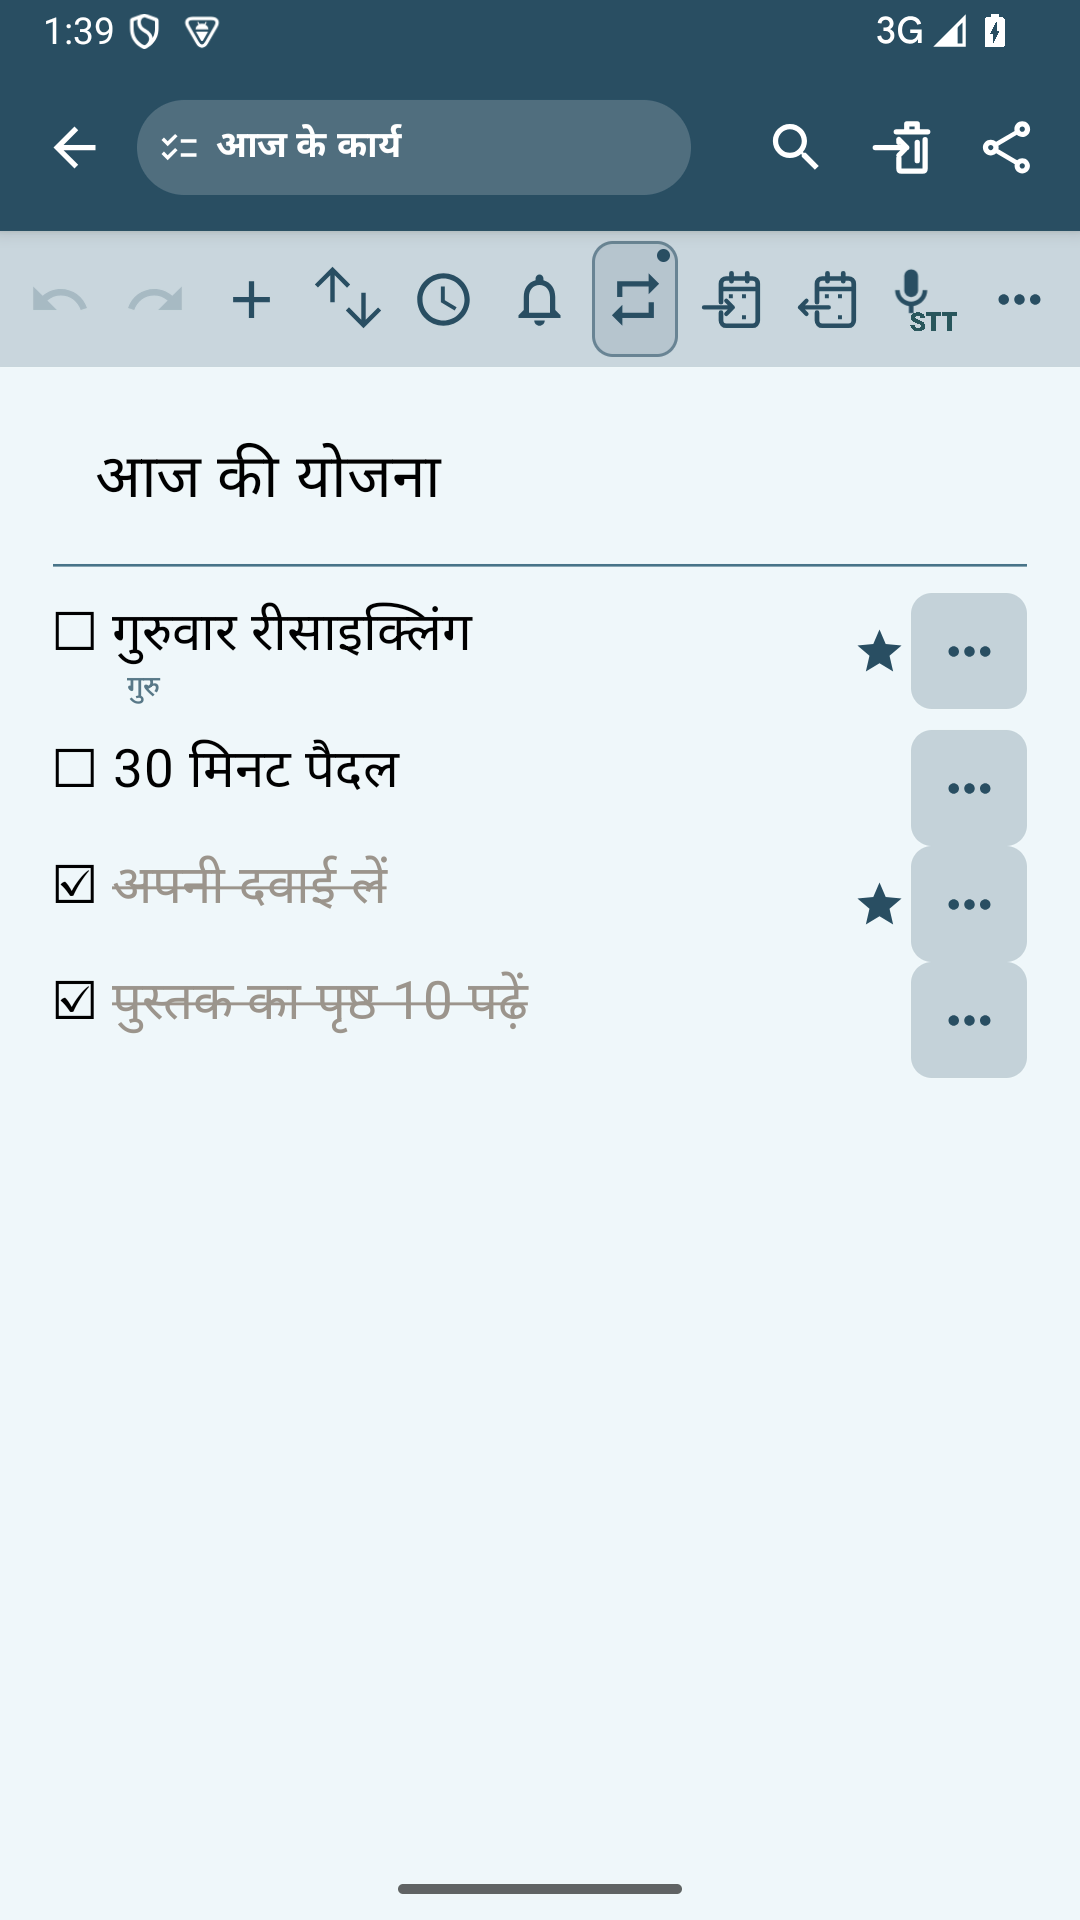 1:39
3G
आज के कार्य
STT
आज की योजना
गुरुवार रीसाइक्लिंग
गुरु
30 मिनट पैदल
अपनी दवाई लें
पुस्तक का पृष्ठ 10 पढ़ें